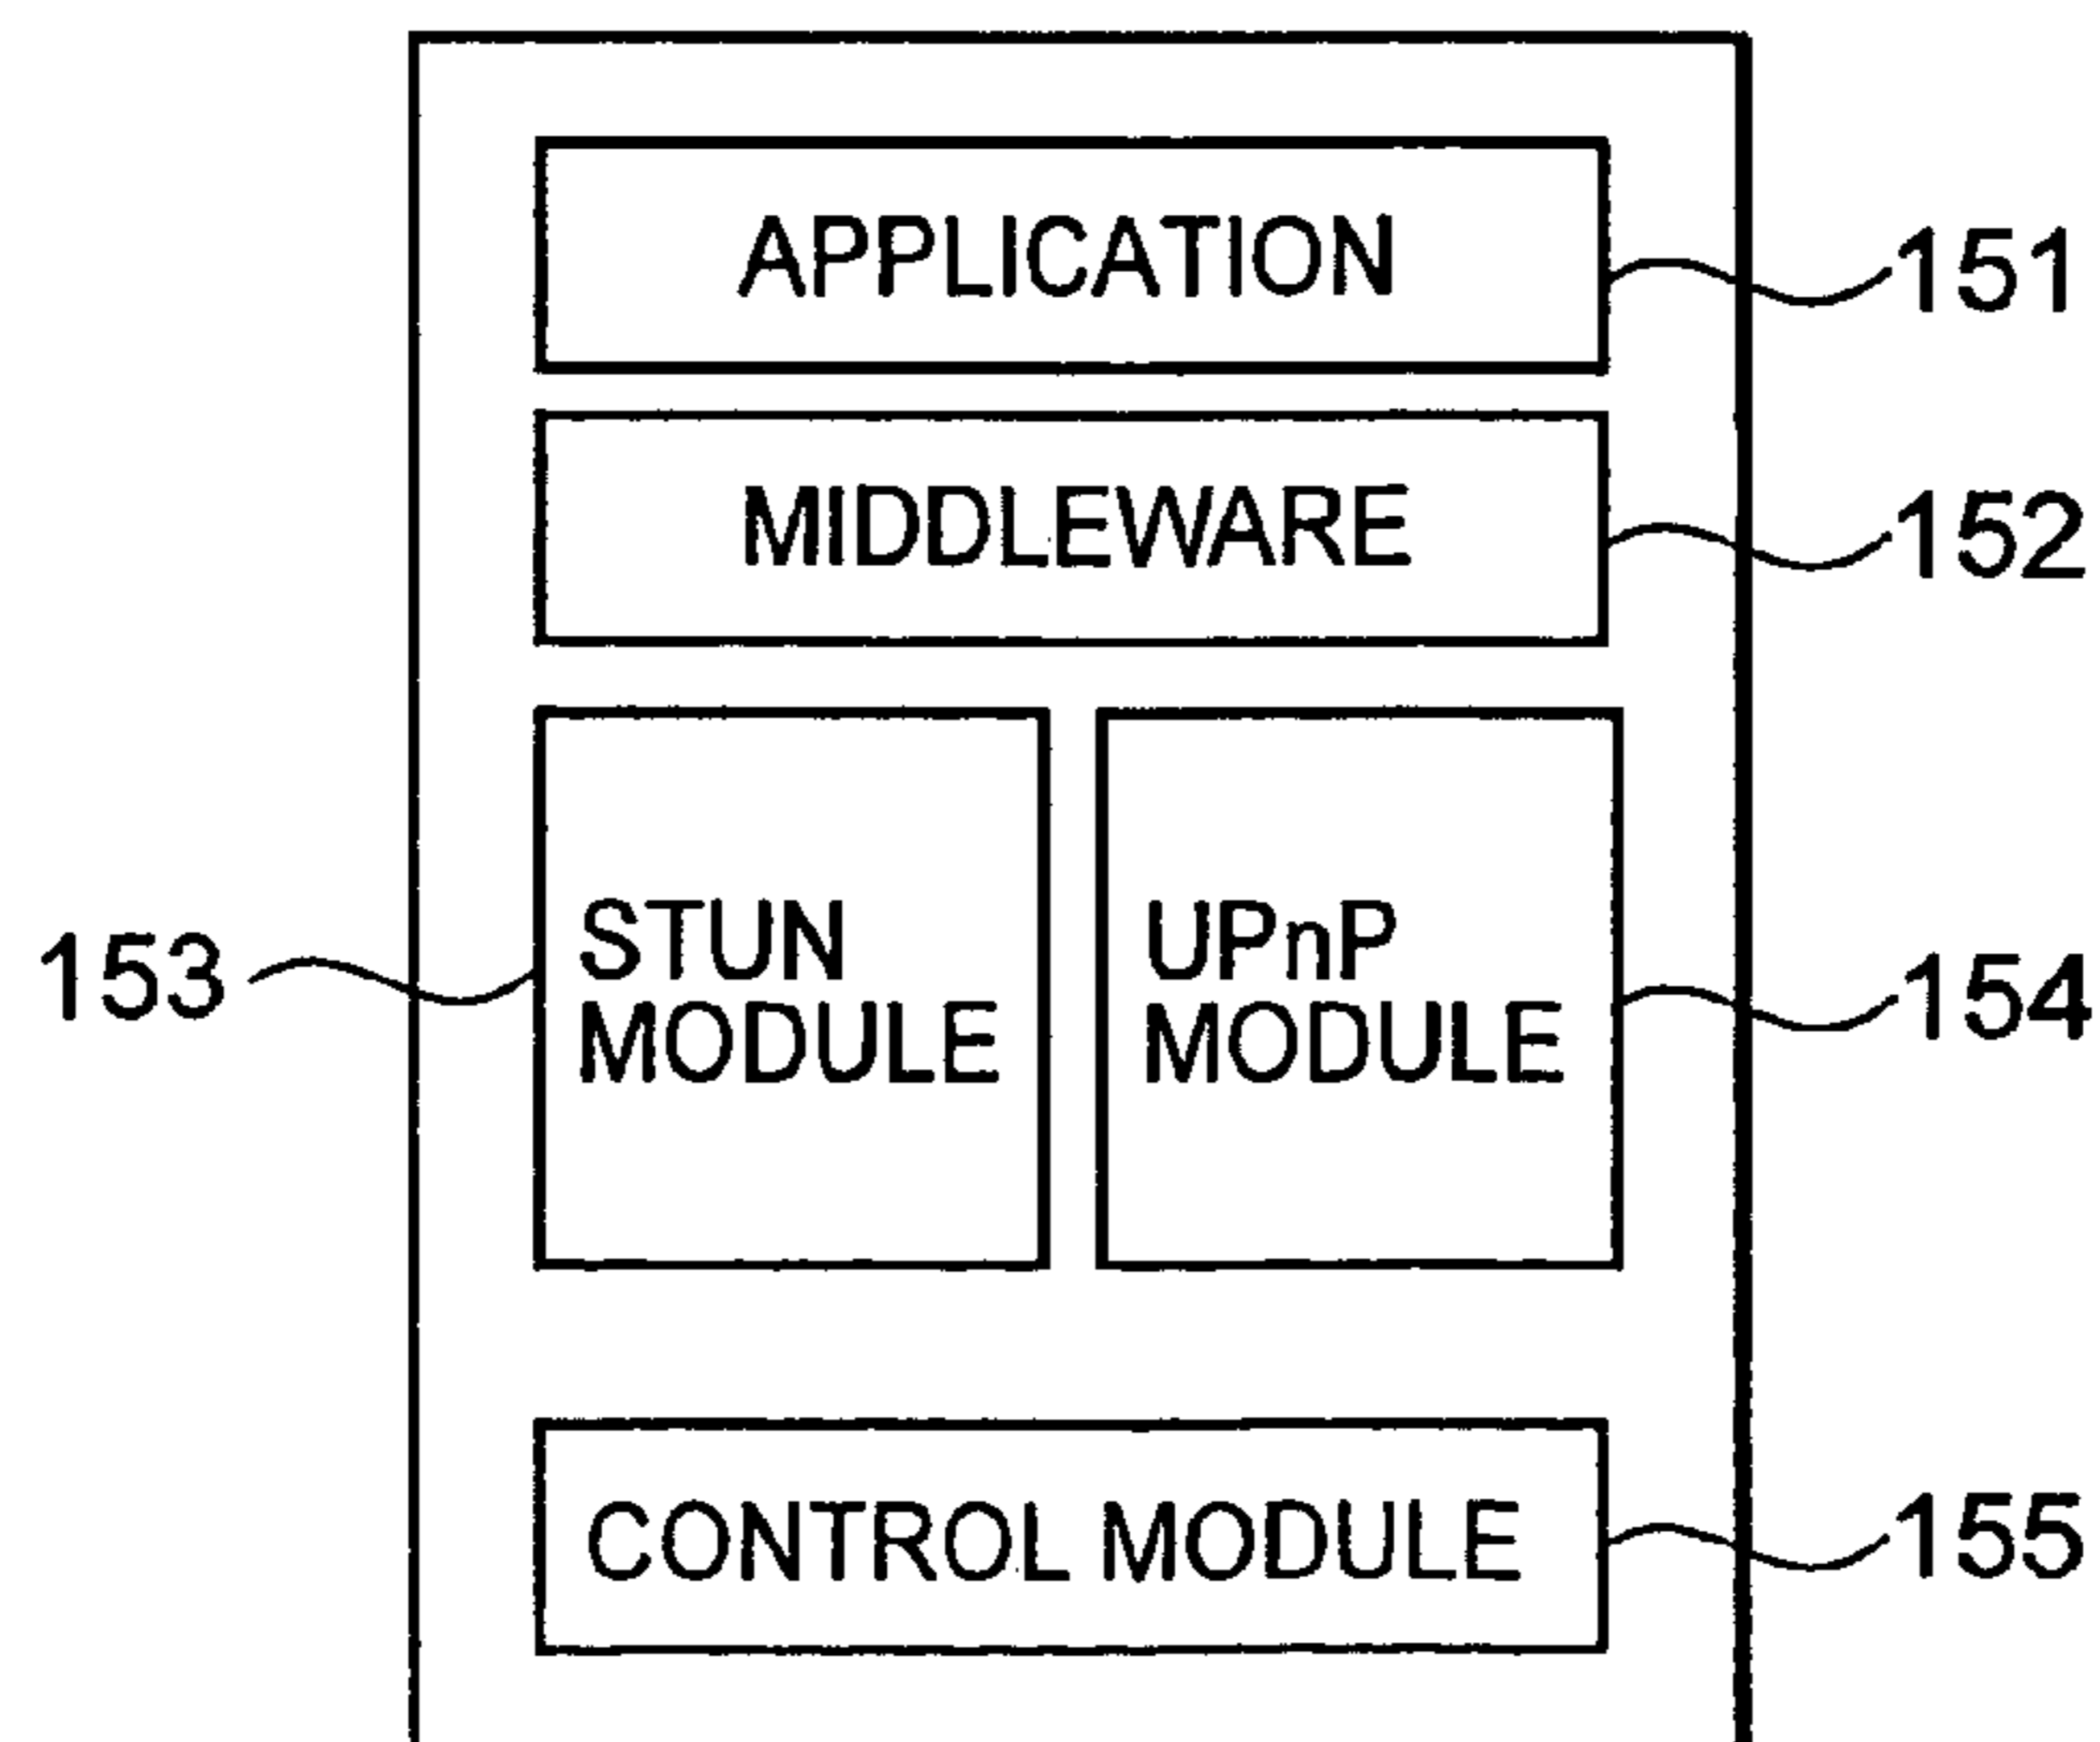 APPLICATION
151
MIDDLEWARE
152
153
STUN
MODULE
UPnP
MODULE
154
CONTROL MODULE
155